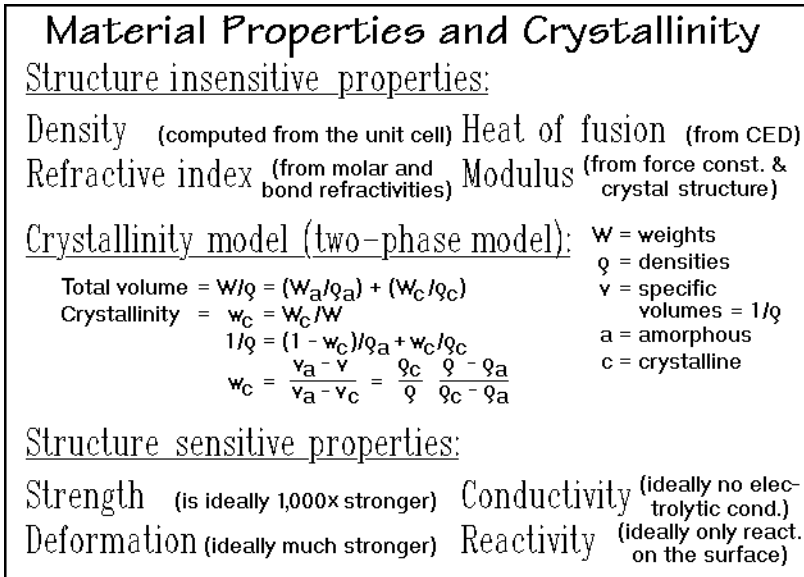 Material Properties and Crystallinity
Structure insensitive properties:
Density (computed from the unit cell) Heat of fusion (from CED)
Refractive index (from molar and bond refractivities) Modulus (from force const. & crystal structure)
Crystallinity model (two-phase model):
W = weights
ρ = densities
v = specific
volumes = 1/ρ
a = amorphous
c = crystalline
Total volume = W/ρ = (Wa/ρa) + (Wc/ρc)
Crystallinity = wc = Wc/W
1/ρ = (1 - wc)/ρa + wc/ρc
wc = (va - v)/(va - vc) = ρc/ρ (ρ - ρa)/(ρc - ρa)
Structure sensitive properties:
Strength (is ideally 1,000x stronger) Conductivity (ideally no elec-trolytic cond.)
Deformation (ideally much stronger) Reactivity (ideally only react. on the surface)